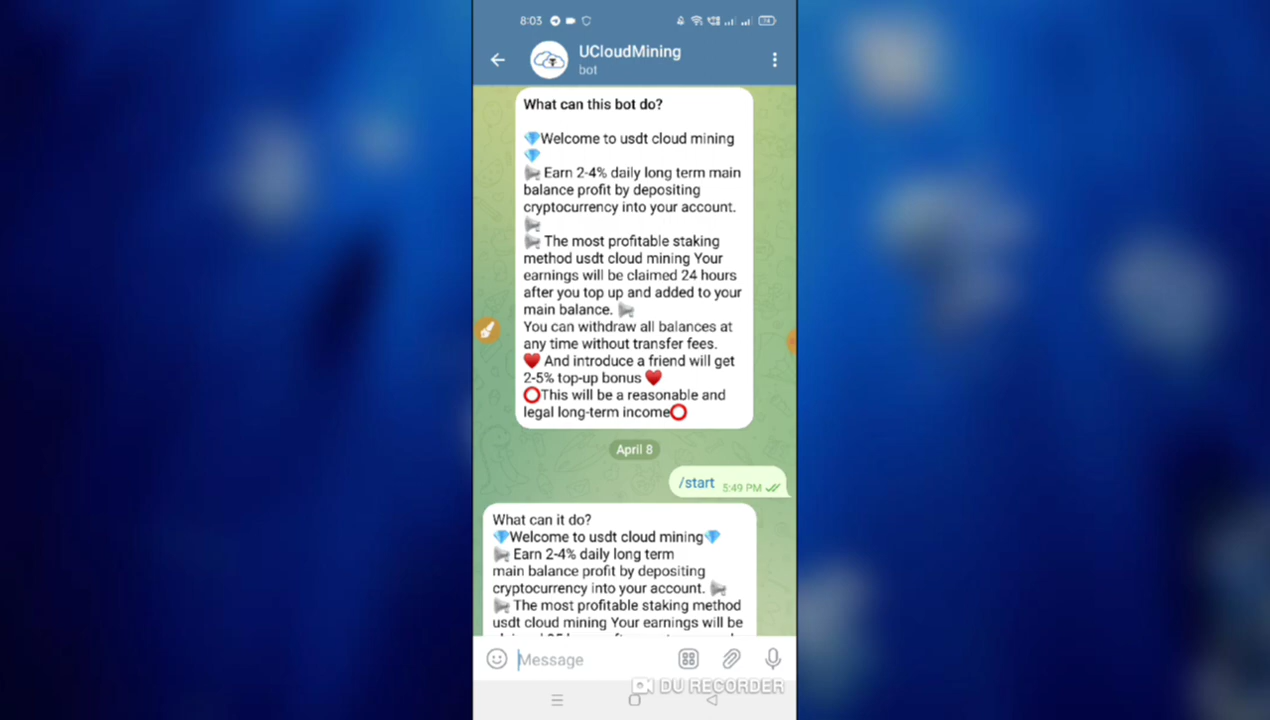 8:03
UCloudMining
bot
What can this bot do?
💎Welcome to usdt cloud mining
💎
📢 Earn 2-4% daily long term main
balance profit by depositing
cryptocurrency into your account.
📢
📢 The most profitable staking
method usdt cloud mining Your
earnings will be claimed 24 hours
after you top up and added to your
main balance. 📢
You can withdraw all balances at
any time without transfer fees.
♥️ And introduce a friend will get
2-5% top-up bonus ♥️
⭕This will be a reasonable and
legal long-term income⭕
April 8
/start 5:49 PM
What can it do?
💎Welcome to usdt cloud mining💎
📢 Earn 2-4% daily long term
main balance profit by depositing
cryptocurrency into your account. 📢
📢 The most profitable staking method
usdt cloud mining Your earnings will be
Message
DU RECORDER